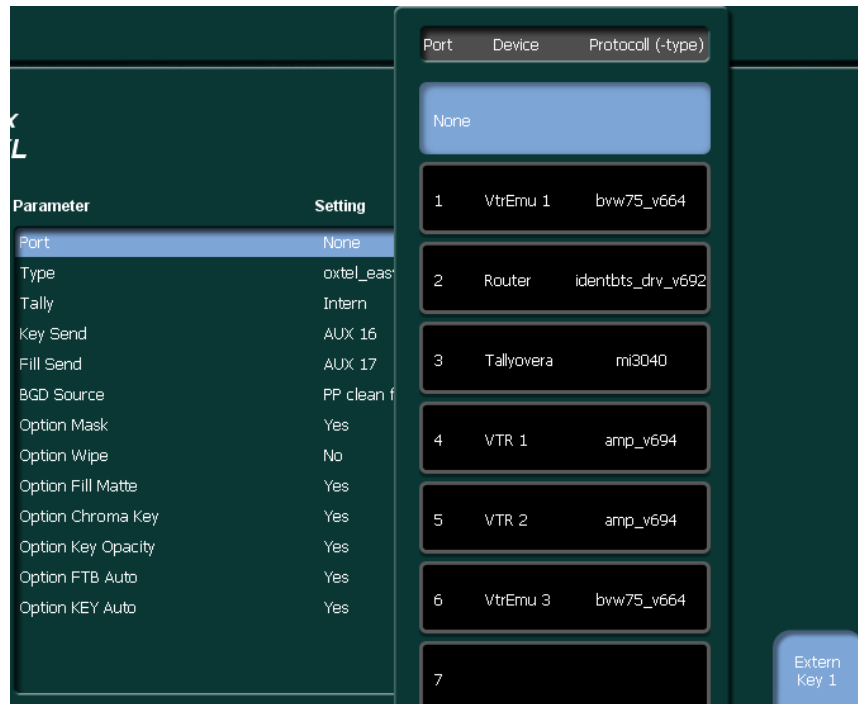 Port Device Protocoll (-type)
None
L
Parameter Setting
Port None
Type
Tally Intern
Key Send AUX 16
Fill Send AUX 17
BGD Source PP clean
Option Mask Yes
Option Wipe No
Option Fill Matte Yes
Option Chroma Key Yes
Option Key Opacity Yes
Option FTB Auto Yes
Option KEY Auto Yes
1 VtrEmu 1 bvw75_v664
2 Router identbts_drv_v692
3 Tallyovera mi3040
4 VTR 1 amp_v694
5 VTR 2 amp_v694
6 VtrEmu 3 bvw75_v664
7
Extern
Key 1